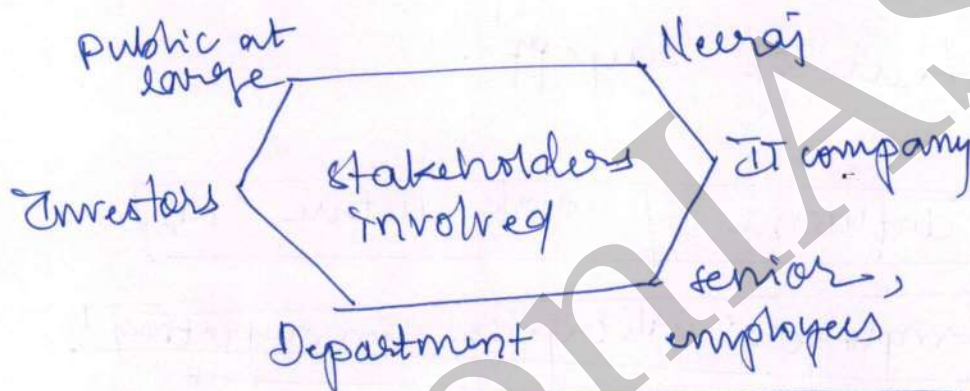 Public at
large
Neeraj
Investors
stakeholders
involved
IT company
Department
senior,
employees